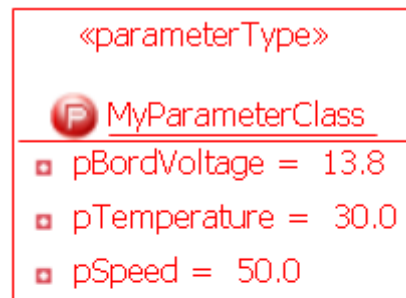 «parameterType»
P MyParameterClass
pBordVoltage = 13.8
pTemperature = 30.0
pSpeed = 50.0